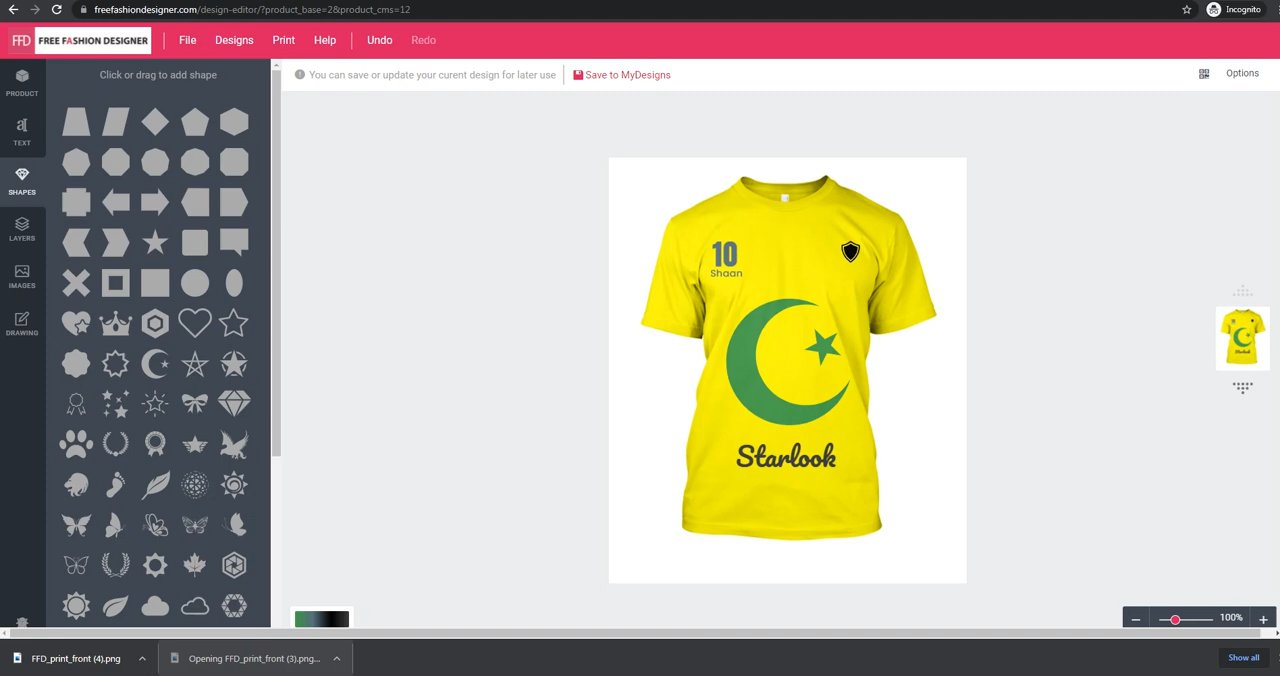 freefashiondesigner.com/design-editor/?product_base=2&product_cms=12
Incognito
FFD FREE FASHION DESIGNER
File
Designs
Print
Help
Undo
Redo
Click or drag to add shape
You can save or update your curent design for later use
Save to MyDesigns
Options
PRODUCT
TEXT
SHAPES
LAYERS
IMAGES
DRAWING
10
Shaan
Starlook
Starlook
100%
FFD_print_front (4).png
Opening FFD_print_front (3).png...
Show all